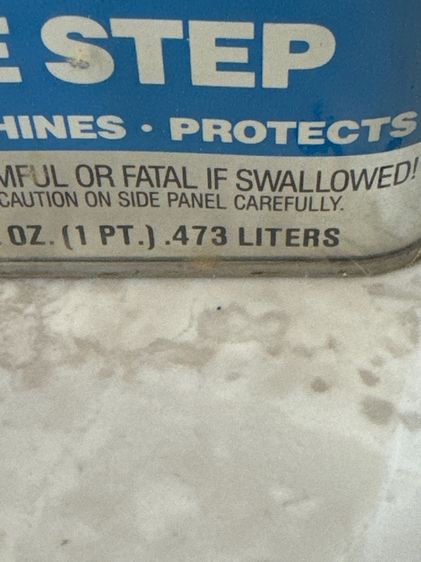 E STEP
HINES · PROTECTS
MFUL OR FATAL IF SWALLOWED!
CAUTION ON SIDE PANEL CAREFULLY.
OZ. (1 PT.) .473 LITERS